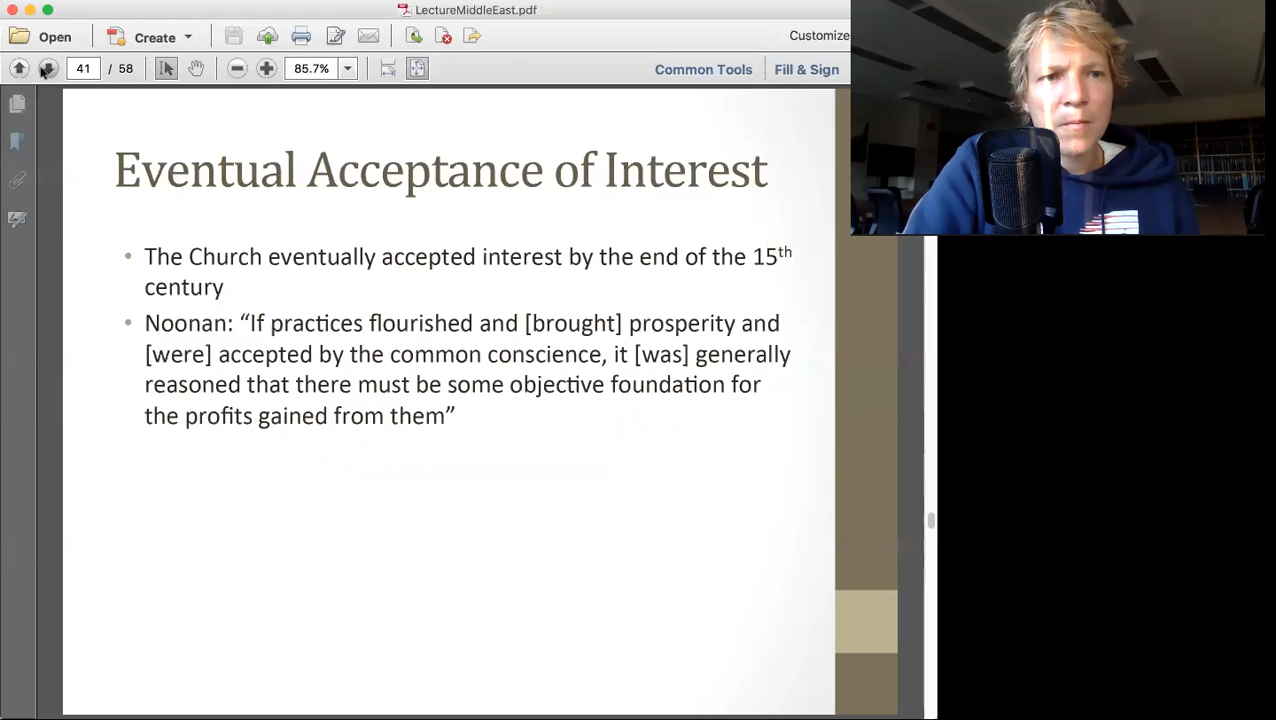 LectureMiddleEast.pdf
Open
Create
Customize
41 / 58
85.7%
Common Tools
Fill & Sign
Eventual Acceptance of Interest
• The Church eventually accepted interest by the end of the 15th
century
• Noonan: “If practices flourished and [brought] prosperity and
[were] accepted by the common conscience, it [was] generally
reasoned that there must be some objective foundation for
the profits gained from them”